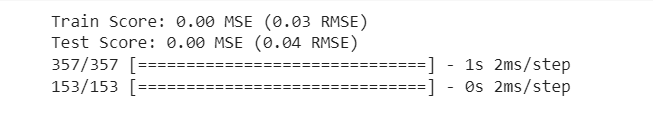 Train Score: 0.00 MSE (0.03 RMSE)
Test Score: 0.00 MSE (0.04 RMSE)
357/357 [==============================] - 1s 2ms/step
153/153 [==============================] - 0s 2ms/step